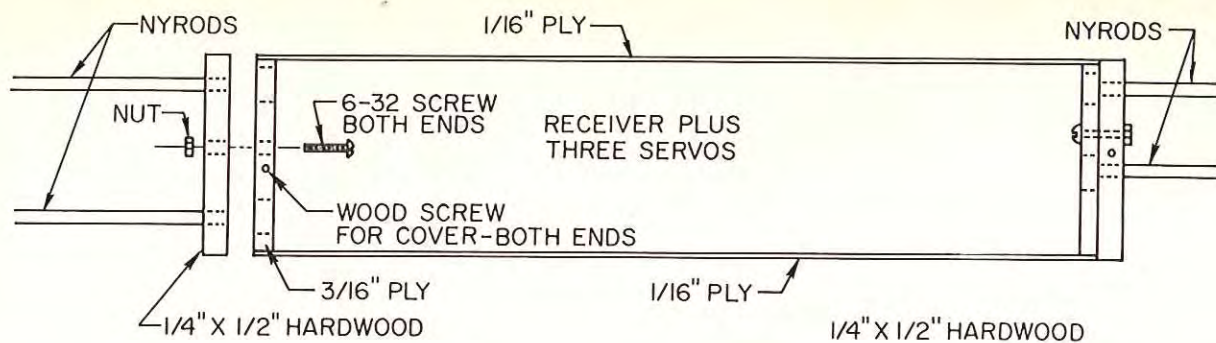 NYRODS
1/16" PLY
NYRODS
NUT
6-32 SCREW
BOTH ENDS
RECEIVER PLUS
THREE SERVOS
WOOD SCREW
FOR COVER-BOTH ENDS
3/16" PLY
1/16" PLY
1/4" X 1/2" HARDWOOD
1/4" X 1/2" HARDWOOD